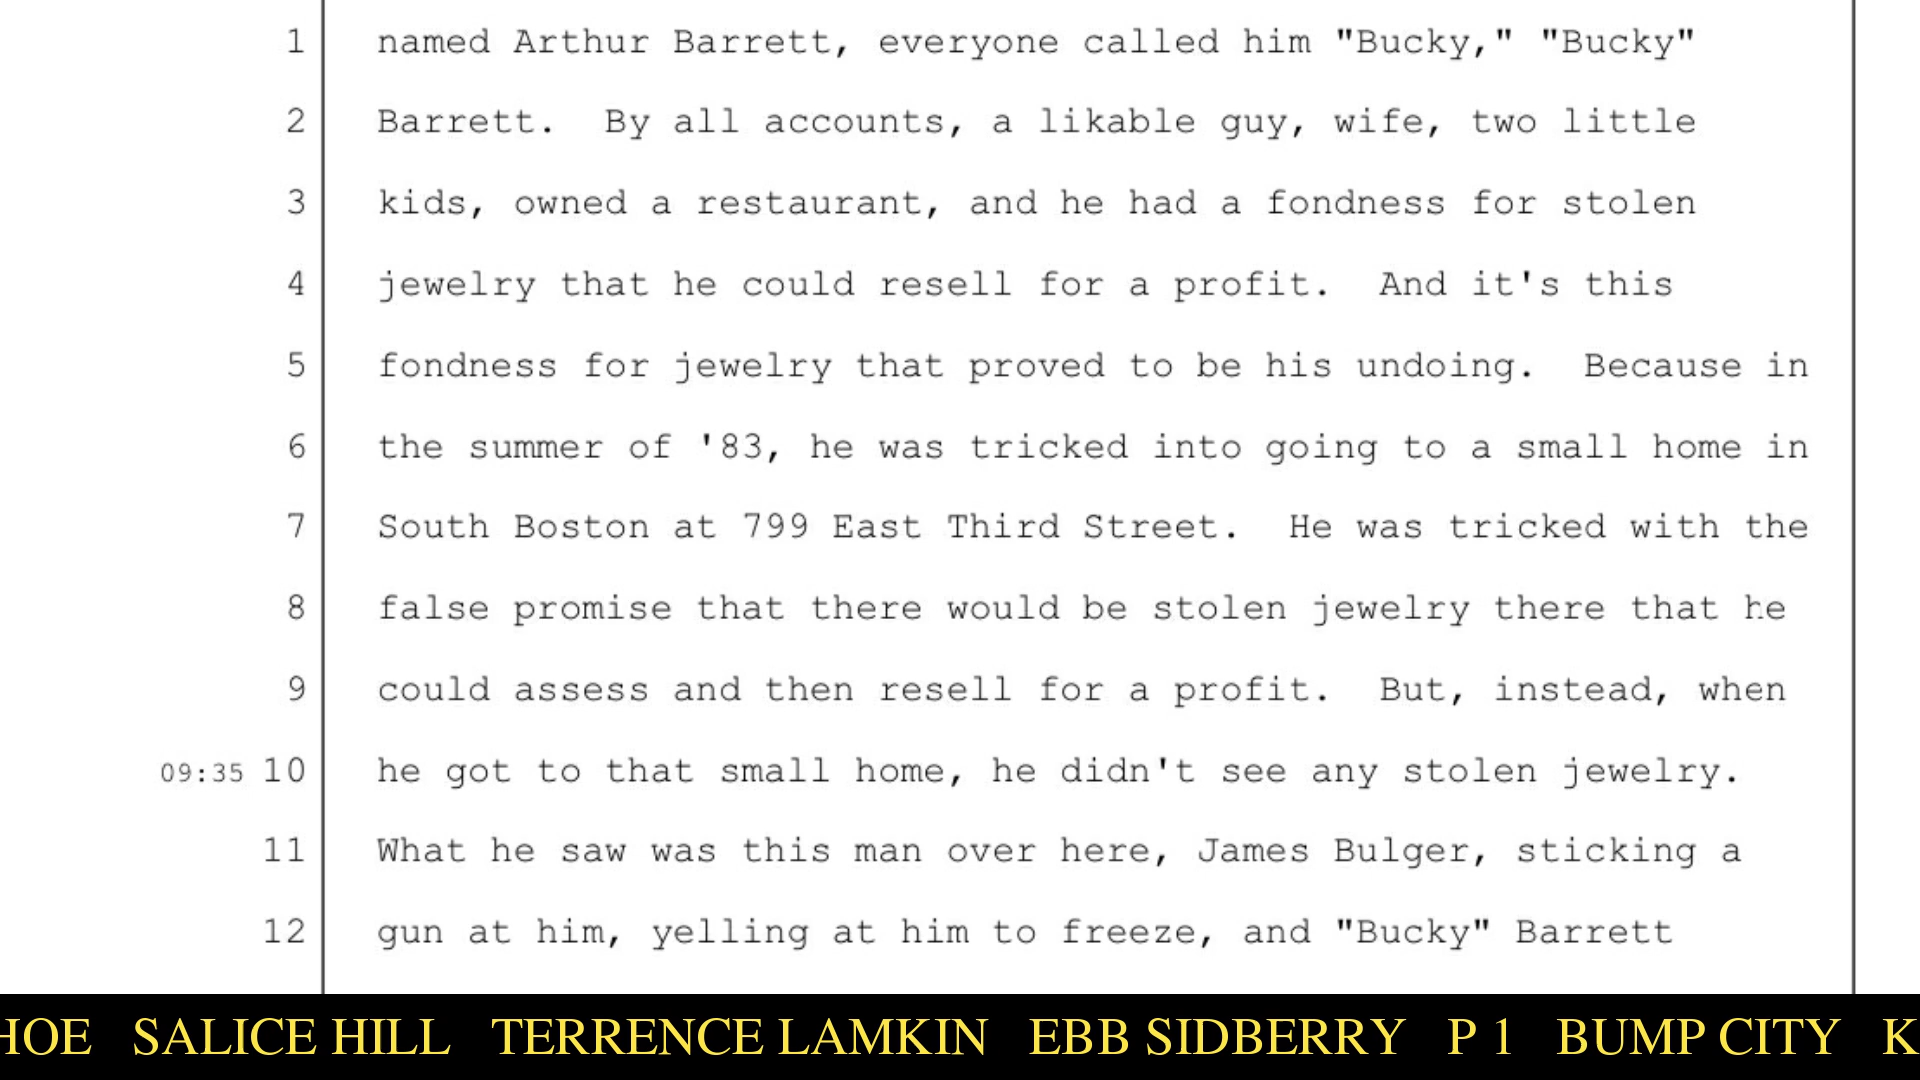 1 named Arthur Barrett, everyone called him "Bucky," "Bucky"
2 Barrett. By all accounts, a likable guy, wife, two little
3 kids, owned a restaurant, and he had a fondness for stolen
4 jewelry that he could resell for a profit. And it's this
5 fondness for jewelry that proved to be his undoing. Because in
6 the summer of '83, he was tricked into going to a small home in
7 South Boston at 799 East Third Street. He was tricked with the
8 false promise that there would be stolen jewelry there that he
9 could assess and then resell for a profit. But, instead, when
09:35 10 he got to that small home, he didn't see any stolen jewelry.
11 What he saw was this man over here, James Bulger, sticking a
12 gun at him, yelling at him to freeze, and "Bucky" Barrett
HOE SALICE HILL TERRENCE LAMKIN EBB SIDBERRY P 1 BUMP CITY K